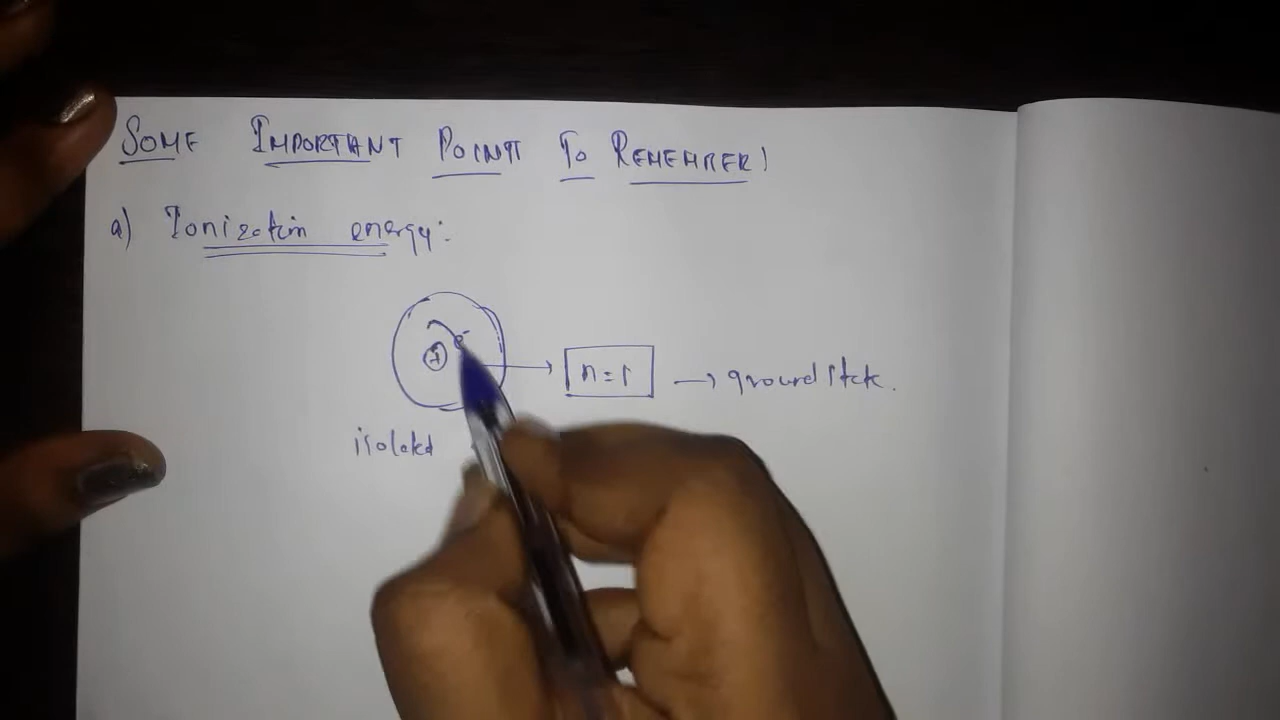 SOME IMPORTANT POINT TO REMEMBER!
a) Ionization energy:
+ e-
n=1 → ground state.
isolated